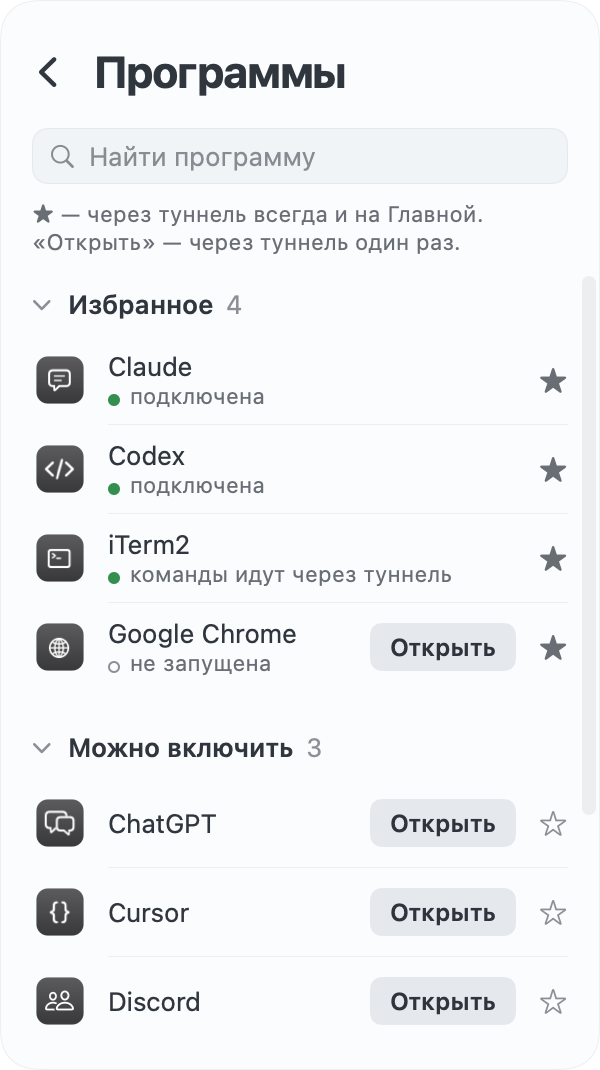 Программы
Найти программу
★ — через туннель всегда и на Главной.
«Открыть» — через туннель один раз.
Избранное 4
Claude
подключена
Codex
подключена
iTerm2
команды идут через туннель
Google Chrome
не запущена
Открыть
Можно включить 3
ChatGPT
Открыть
Cursor
Открыть
Discord
Открыть